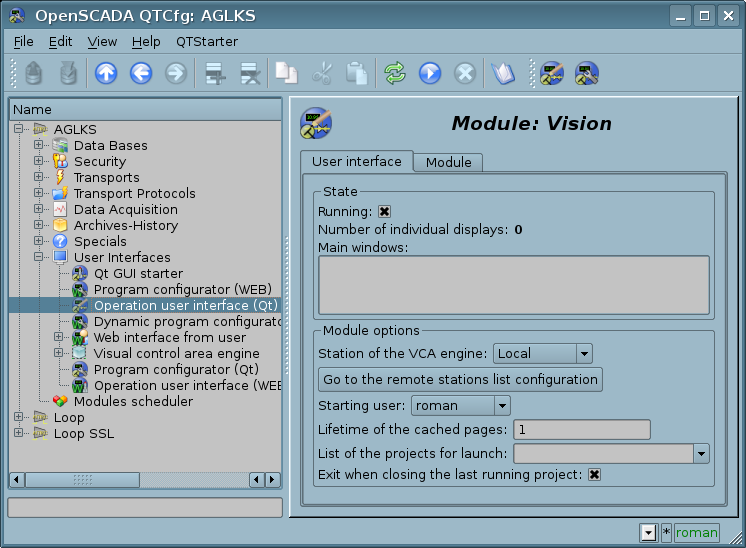 OpenSCADA QTCfg: AGLKS
File Edit View Help QTStarter
Name
AGLKS
Data Bases
Security
Transports
Transport Protocols
Data Acquisition
Archives-History
Specials
User Interfaces
Qt GUI starter
Program configurator (WEB)
Operation user interface (Qt)
Dynamic program configurato
Web interface from user
Visual control area engine
Program configurator (Qt)
Operation user interface (WEB
Modules scheduler
Loop
Loop SSL
Module: Vision
User interface Module
State
Running:
Number of individual displays: 0
Main windows:
Module options
Station of the VCA engine: Local
Go to the remote stations list configuration
Starting user: roman
Lifetime of the cached pages: 1
List of the projects for launch:
Exit when closing the last running project:
* roman